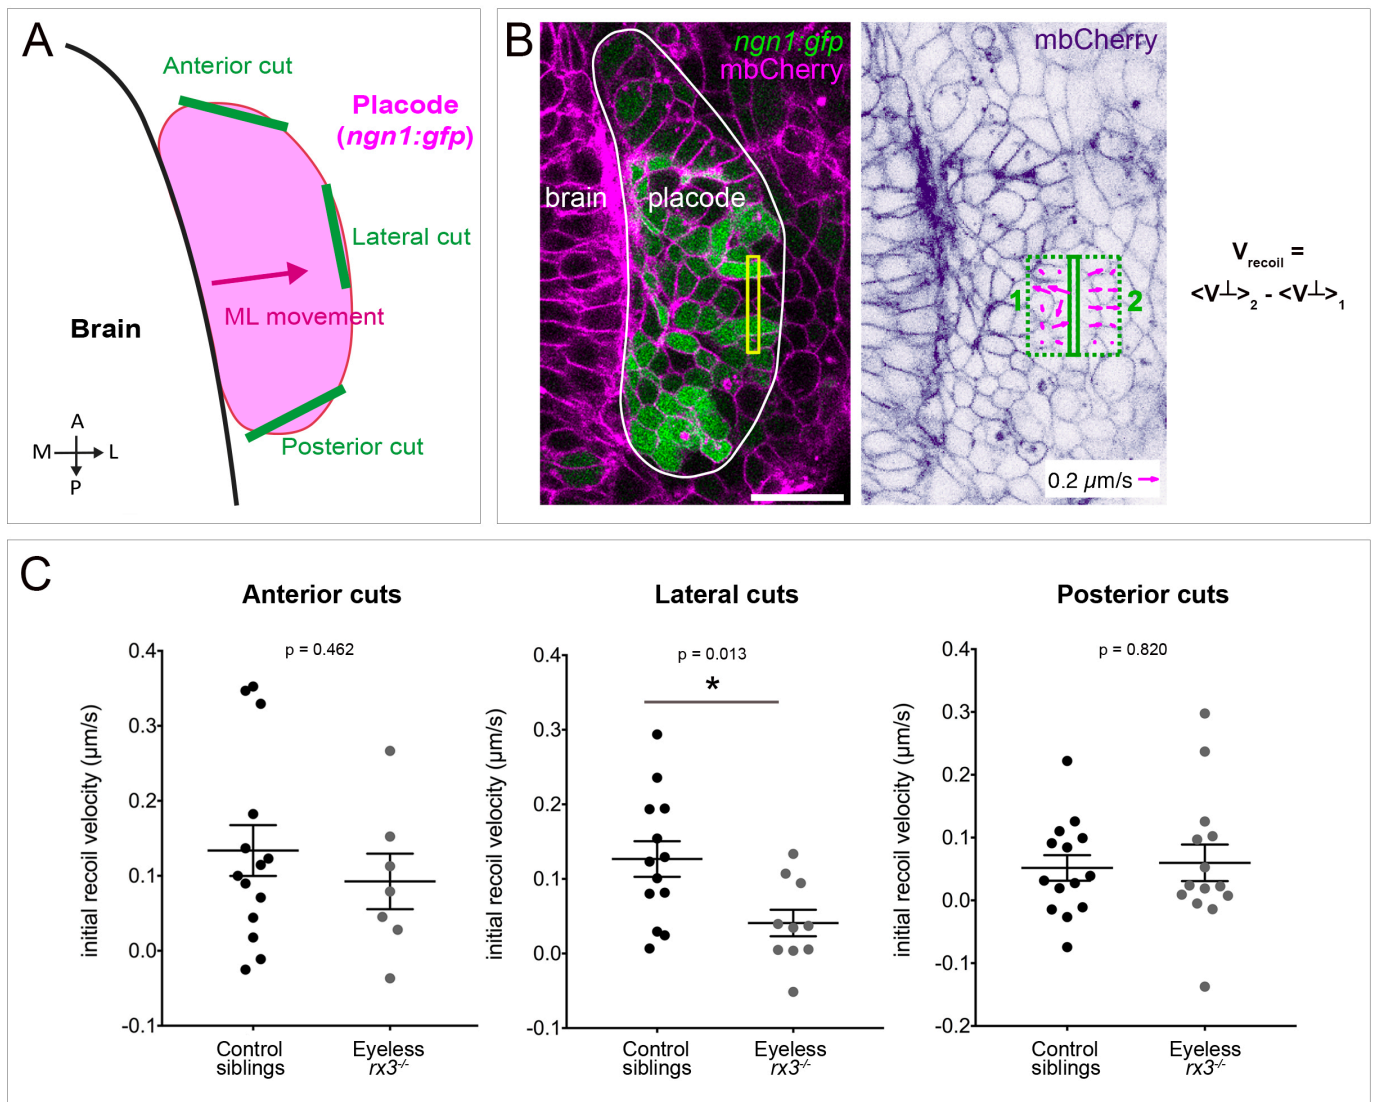 A
Anterior cut
Placode
(ngn1:gfp)
Lateral cut
ML movement
Brain
Posterior cut
A
M
L
P
B
ngn1:gfp
mbCherry
brain
placode
mbCherry
1
2
0.2 µm/s
Vrecoil =
<V⊥>2 - <V⊥>1
C
Anterior cuts
p = 0.462
initial recoil velocity (µm/s)
0.4
0.3
0.2
0.1
0.0
-0.1
Control
siblings
Eyeless
rx3-/-
Lateral cuts
p = 0.013
*
initial recoil velocity (µm/s)
0.4
0.3
0.2
0.1
0.0
-0.1
Control
siblings
Eyeless
rx3-/-
Posterior cuts
p = 0.820
initial recoil velocity (µm/s)
0.4
0.3
0.2
0.1
0.0
-0.1
-0.2
Control
siblings
Eyeless
rx3-/-